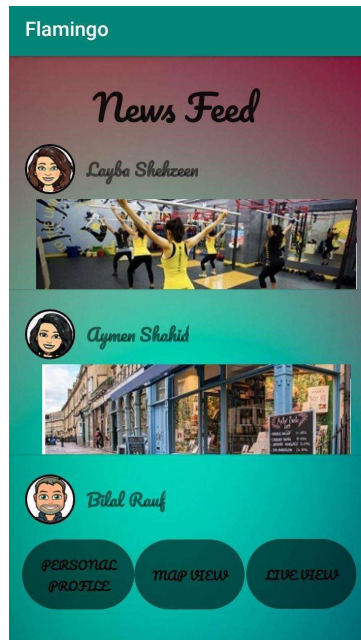 Flamingo
News Feed
Layba Shehzeen
Aymen Shahid
Bilal Rauf
PERSONAL
PROFILE
MAP VIEW
LIVE VIEW